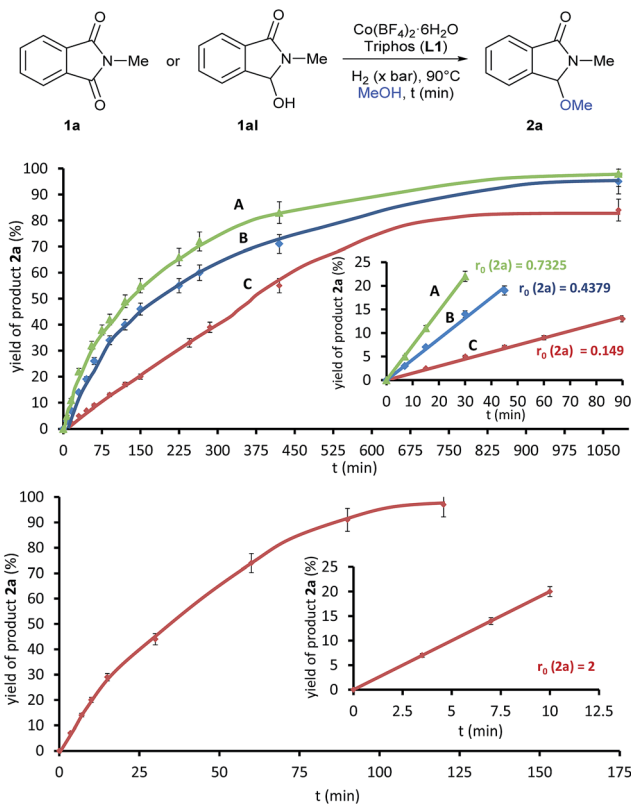 O
N—Me
O
1a
or
O
N—Me
OH
1al
Co(BF4)2·6H2O
Triphos (L1)
H2 (x bar), 90°C
MeOH, t (min)
O
N—Me
OMe
2a
yield of product 2a (%)
100
90
80
70
60
50
40
30
20
10
0
A
B
C
0 75 150 225 300 375 450 525 600 675 750 825 900 975 1050
t (min)
yield of product 2a (%)
25
20
15
10
5
0
A
B
C
r0 (2a) = 0.7325
r0 (2a) = 0.4379
r0 (2a) = 0.149
0 10 20 30 40 50 60 70 80 90
t (min)
yield of product 2a (%)
100
90
80
70
60
50
40
30
20
10
0
0 25 50 75 100 125 150 175
t (min)
yield of product 2a (%)
25
20
15
10
5
0
r0 (2a) = 2
0 2.5 5 7.5 10 12.5
t (min)